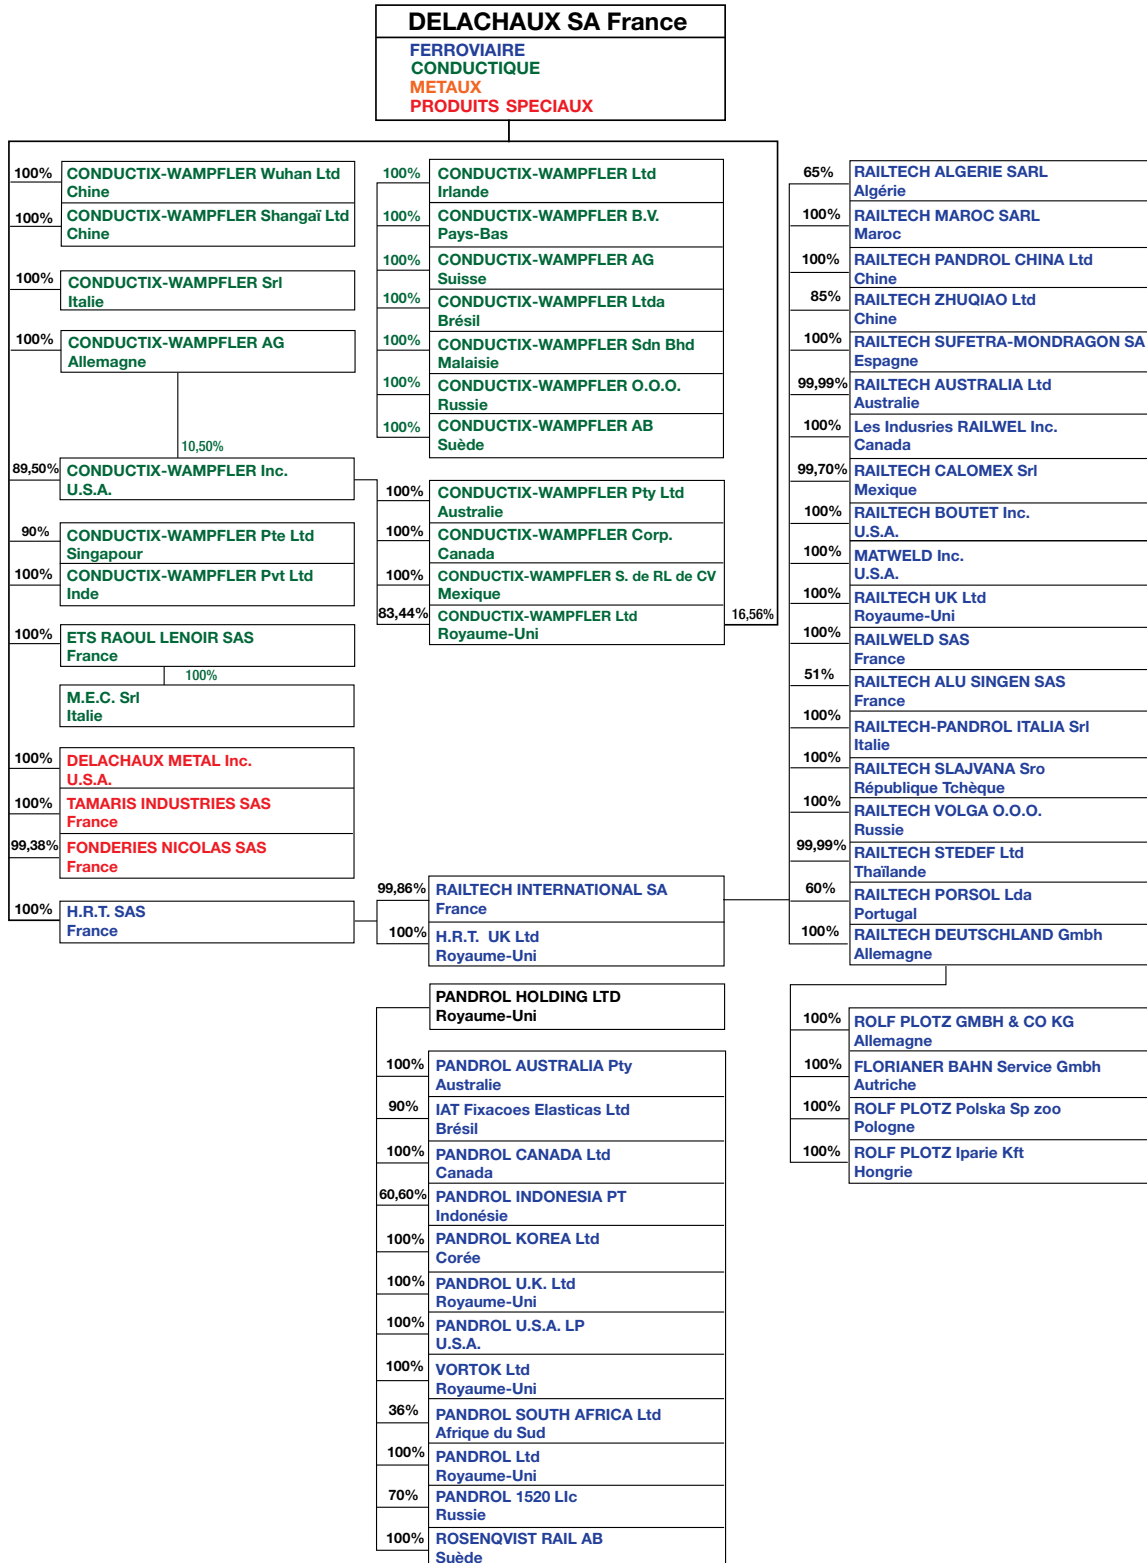 DELACHAUX SA France
FERROVIAIRE
CONDUCTIQUE
METAUX
PRODUITS SPECIAUX
100%
CONDUCTIX-WAMPFLER Wuhan Ltd
Chine
100%
CONDUCTIX-WAMPFLER Shangaï Ltd
Chine
100%
CONDUCTIX-WAMPFLER Srl
Italie
100%
CONDUCTIX-WAMPFLER AG
Allemagne
10,50%
89,50%
CONDUCTIX-WAMPFLER Inc.
U.S.A.
90%
CONDUCTIX-WAMPFLER Pte Ltd
Singapour
100%
CONDUCTIX-WAMPFLER Pvt Ltd
Inde
100%
ETS RAOUL LENOIR SAS
France
100%
M.E.C. Srl
Italie
100%
DELACHAUX METAL Inc.
U.S.A.
100%
TAMARIS INDUSTRIES SAS
France
99,38%
FONDERIES NICOLAS SAS
France
100%
H.R.T. SAS
France
100%
CONDUCTIX-WAMPFLER Ltd
Irlande
100%
CONDUCTIX-WAMPFLER B.V.
Pays-Bas
100%
CONDUCTIX-WAMPFLER AG
Suisse
100%
CONDUCTIX-WAMPFLER Ltda
Brésil
100%
CONDUCTIX-WAMPFLER Sdn Bhd
Malaisie
100%
CONDUCTIX-WAMPFLER O.O.O.
Russie
100%
CONDUCTIX-WAMPFLER AB
Suède
100%
CONDUCTIX-WAMPFLER Pty Ltd
Australie
100%
CONDUCTIX-WAMPFLER Corp.
Canada
100%
CONDUCTIX-WAMPFLER S. de RL de CV
Mexique
83,44%
CONDUCTIX-WAMPFLER Ltd
Royaume-Uni
16,56%
99,86%
RAILTECH INTERNATIONAL SA
France
100%
H.R.T. UK Ltd
Royaume-Uni
PANDROL HOLDING LTD
Royaume-Uni
100%
PANDROL AUSTRALIA Pty
Australie
90%
IAT Fixacoes Elasticas Ltd
Brésil
100%
PANDROL CANADA Ltd
Canada
60,60%
PANDROL INDONESIA PT
Indonésie
100%
PANDROL KOREA Ltd
Corée
100%
PANDROL U.K. Ltd
Royaume-Uni
100%
PANDROL U.S.A. LP
U.S.A.
100%
VORTOK Ltd
Royaume-Uni
36%
PANDROL SOUTH AFRICA Ltd
Afrique du Sud
100%
PANDROL Ltd
Royaume-Uni
70%
PANDROL 1520 Llc
Russie
100%
ROSENQVIST RAIL AB
Suède
65%
RAILTECH ALGERIE SARL
Algérie
100%
RAILTECH MAROC SARL
Maroc
100%
RAILTECH PANDROL CHINA Ltd
Chine
85%
RAILTECH ZHUQIAO Ltd
Chine
100%
RAILTECH SUFETRA-MONDRAGON SA
Espagne
99,99%
RAILTECH AUSTRALIA Ltd
Australie
100%
Les Indusries RAILWEL Inc.
Canada
99,70%
RAILTECH CALOMEX Srl
Mexique
100%
RAILTECH BOUTET Inc.
U.S.A.
100%
MATWELD Inc.
U.S.A.
100%
RAILTECH UK Ltd
Royaume-Uni
100%
RAILWELD SAS
France
51%
RAILTECH ALU SINGEN SAS
France
100%
RAILTECH-PANDROL ITALIA Srl
Italie
100%
RAILTECH SLAJVANA Sro
République Tchèque
100%
RAILTECH VOLGA O.O.O.
Russie
99,99%
RAILTECH STEDEF Ltd
Thaïlande
60%
RAILTECH PORSOL Lda
Portugal
100%
RAILTECH DEUTSCHLAND Gmbh
Allemagne
100%
ROLF PLOTZ GMBH & CO KG
Allemagne
100%
FLORIANER BAHN Service Gmbh
Autriche
100%
ROLF PLOTZ Polska Sp zoo
Pologne
100%
ROLF PLOTZ Iparie Kft
Hongrie